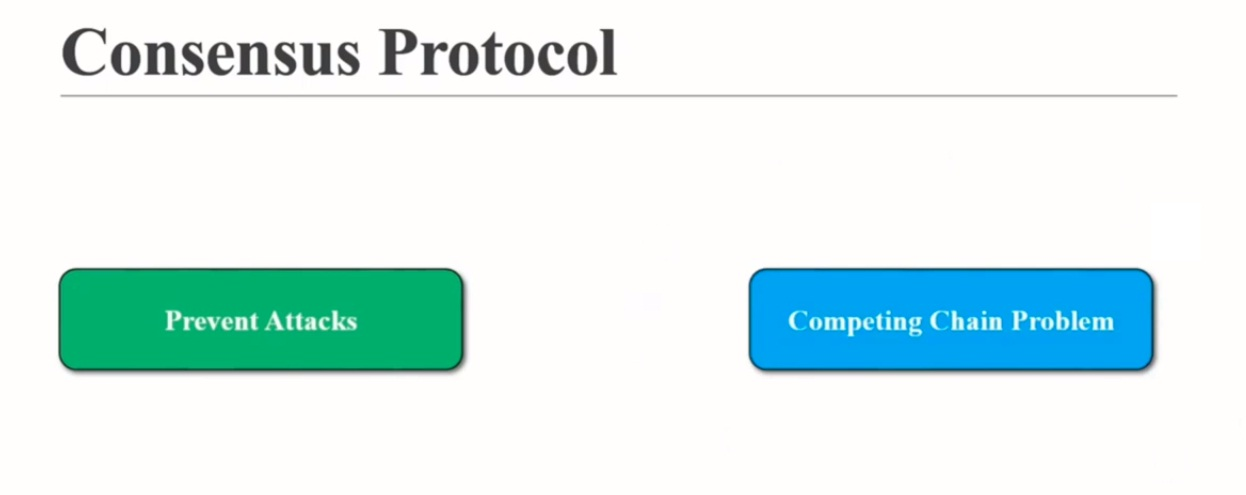 Consensus Protocol
Prevent Attacks
Competing Chain Problem